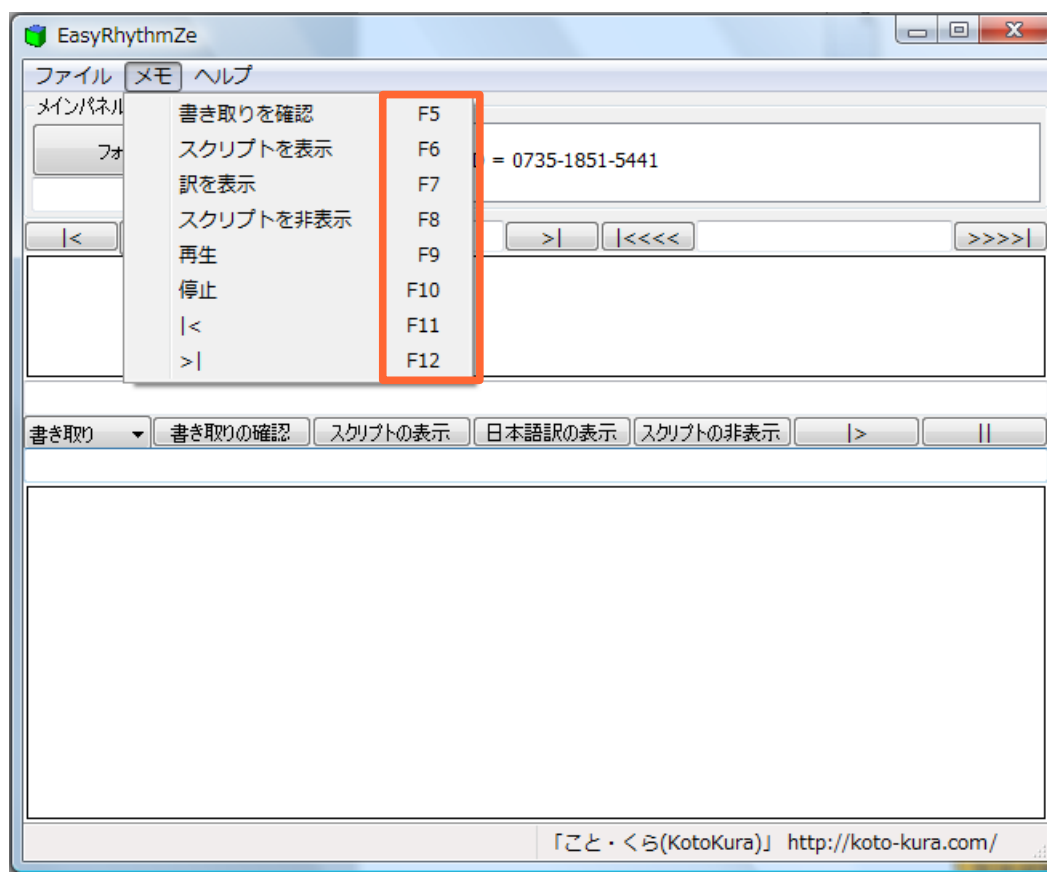 EasyRhythmZe
ファイル メモ ヘルプ
メインパネル
書き取りを確認 F5
スクリプトを表示 F6
訳を表示 F7
スクリプトを非表示 F8
再生 F9
停止 F10
|< F11
>| F12
フォ
= 0735-1851-5441
|< >| |<<<< >>>>|
書き取り 書き取りの確認 スクリプトの表示 日本語訳の表示 スクリプトの非表示 |> ||
「こと・くら(KotoKura)」 http://koto-kura.com/